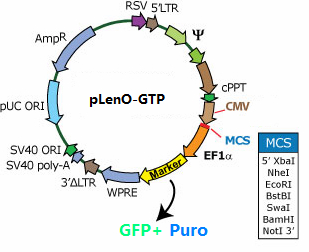 RSV
5'LTR
Ψ
cPPT
CMV
MCS
EF1α
Marker
WPRE
3'ΔLTR
SV40 poly-A
SV40 ORI
pUC ORI
AmpR
pLenO-GTP
GFP+ Puro
MCS
5' XbaI
NheI
EcoRI
BstBI
SwaI
BamHI
NotI 3'